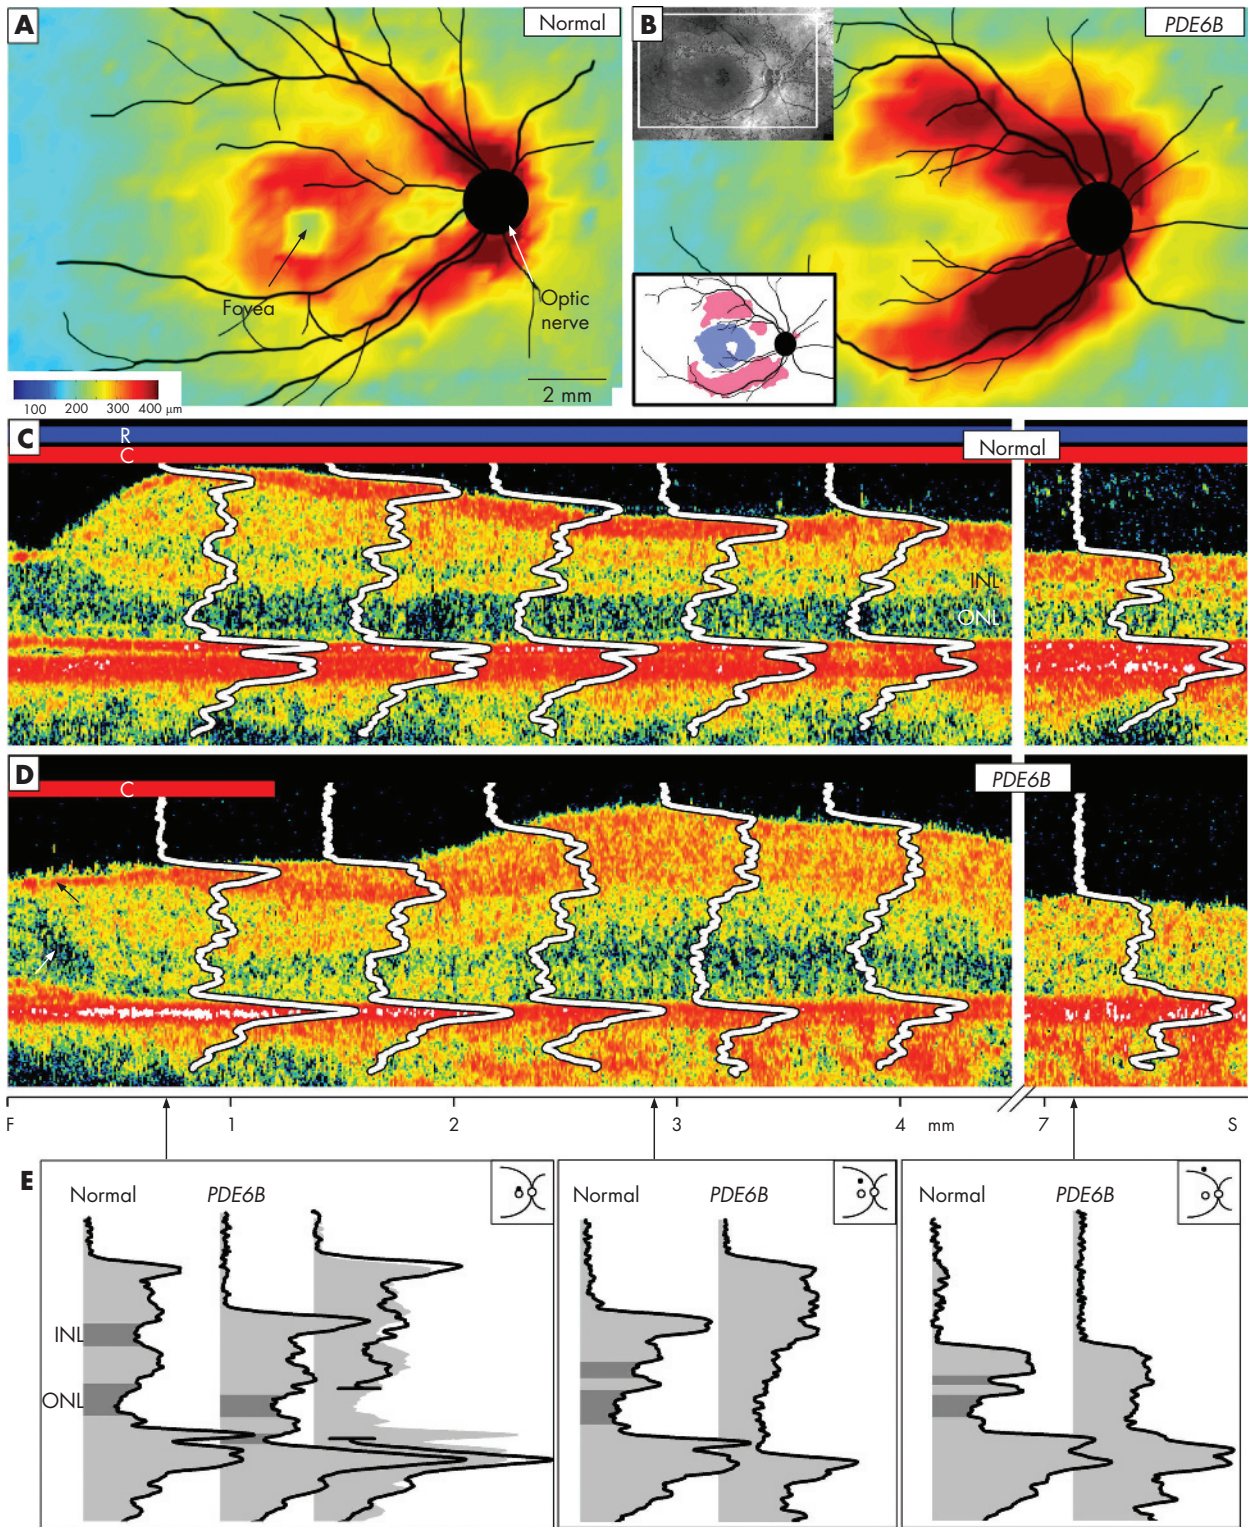 A
Normal
Fovea
Optic
nerve
100 200 300 400 μm
2 mm
B
PDE6B
C
R
C
Normal
INL
ONL
D
C
PDE6B
F 1 2 3 4 mm 7 S
E
Normal PDE6B
INL
ONL
Normal PDE6B
Normal PDE6B